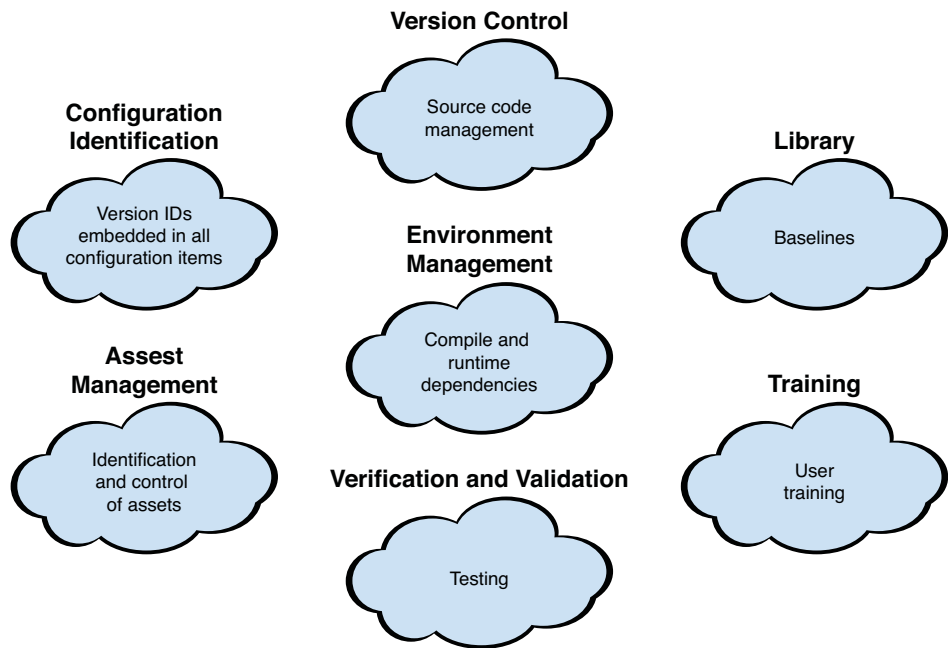 Version Control
Source code
management
Configuration
Identification
Version IDs
embedded in all
configuration items
Library
Baselines
Environment
Management
Compile and
runtime
dependencies
Assest
Management
Identification
and control
of assets
Training
User
training
Verification and Validation
Testing